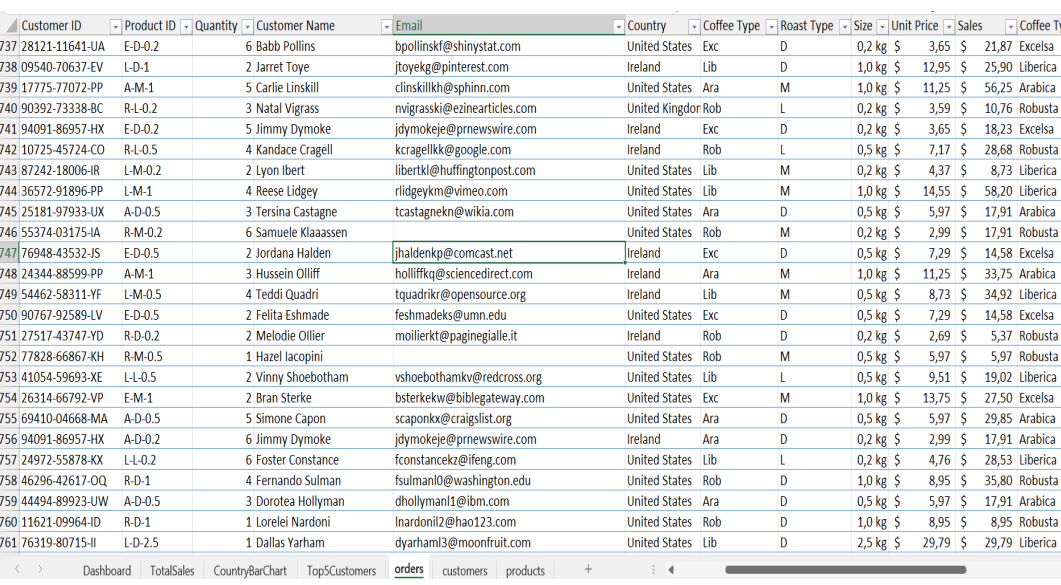 Customer ID Product ID Quantity Customer Name Email Country Coffee Type Roast Type Size Unit Price Sales Coffee Ty
737 28121-11641-UA E-D-0.2 6 Babb Pollins bpollinskf@shinystat.com United States Exc D 0,2 kg $ 3,65 $ 21,87 Excelsa
738 09540-70637-EV L-D-1 2 Jarret Toye jtoyekg@pinterest.com Ireland Lib D 1,0 kg $ 12,95 $ 25,90 Liberica
739 17775-77072-PP A-M-1 5 Carlie Linskill clinskillkh@sphinn.com United States Ara M 1,0 kg $ 11,25 $ 56,25 Arabica
740 90392-73338-BC R-L-0.2 3 Natal Vigrass nvigrasski@ezinearticles.com United Kingdor Rob L 0,2 kg $ 3,59 $ 10,76 Robusta
741 94091-86957-HX E-D-0.2 5 Jimmy Dymoke jdymokeje@prnewswire.com Ireland Exc D 0,2 kg $ 3,65 $ 18,23 Excelsa
742 10725-45724-CO R-L-0.5 4 Kandace Cragell kcragellkk@google.com Ireland Rob L 0,5 kg $ 7,17 $ 28,68 Robusta
743 87242-18006-IR L-M-0.2 2 Lyon Ibert libertkl@huffingtonpost.com United States Lib M 0,2 kg $ 4,37 $ 8,73 Liberica
744 36572-91896-PP L-M-1 4 Reese Lidgey rlidgeykm@vimeo.com United States Lib M 1,0 kg $ 14,55 $ 58,20 Liberica
745 25181-97933-UX A-D-0.5 3 Tersina Castagne tcastagnekn@wikia.com United States Ara D 0,5 kg $ 5,97 $ 17,91 Arabica
746 55374-03175-IA R-M-0.2 6 Samuele Klaaassen United States Rob M 0,2 kg $ 2,99 $ 17,91 Robusta
747 76948-43532-JS E-D-0.5 2 Jordana Halden jhaldenkp@comcast.net Ireland Exc D 0,5 kg $ 7,29 $ 14,58 Excelsa
748 24344-88599-PP A-M-1 3 Hussein Olliff holliffkq@sciencedirect.com Ireland Ara M 1,0 kg $ 11,25 $ 33,75 Arabica
749 54462-58311-YF L-M-0.5 4 Teddi Quadri tquadrikr@opensource.org Ireland Lib M 0,5 kg $ 8,73 $ 34,92 Liberica
750 90767-92589-LV E-D-0.5 2 Felita Eshmade feshmadeks@umn.edu United States Exc D 0,5 kg $ 7,29 $ 14,58 Excelsa
751 27517-43747-YD R-D-0.2 2 Melodie OIlier moilierkt@paginegialle.it Ireland Rob D 0,2 kg $ 2,69 $ 5,37 Robusta
752 77828-66867-KH R-M-0.5 1 Hazel Iacopini United States Rob M 0,5 kg $ 5,97 $ 5,97 Robusta
753 41054-59693-XE L-L-0.5 2 Vinny Shoebotham vshoebothamkv@redcross.org United States Lib L 0,5 kg $ 9,51 $ 19,02 Liberica
754 26314-66792-VP E-M-1 2 Bran Sterke bsterkekw@biblegateway.com United States Exc M 1,0 kg $ 13,75 $ 27,50 Excelsa
755 69410-04668-MA A-D-0.5 5 Simone Capon scaponkx@craigslist.org United States Ara D 0,5 kg $ 5,97 $ 29,85 Arabica
756 94091-86957-HX A-D-0.2 6 Jimmy Dymoke jdymokeje@prnewswire.com Ireland Ara D 0,2 kg $ 2,99 $ 17,91 Arabica
757 24972-55878-KX L-L-0.2 6 Foster Constance fconstancekz@ifeng.com United States Lib L 0,2 kg $ 4,76 $ 28,53 Liberica
758 46296-42617-OQ R-D-1 4 Fernando Sulman fsulmanl0@washington.edu United States Rob D 1,0 kg $ 8,95 $ 35,80 Robusta
759 44494-89923-UW A-D-0.5 3 Dorotea Hollyman dhollymanl1@ibm.com United States Ara D 0,5 kg $ 5,97 $ 17,91 Arabica
760 11621-09964-ID R-D-1 1 Lorelei Nardoni lnardonil2@hao123.com United States Rob D 1,0 kg $ 8,95 $ 8,95 Robusta
761 76319-80715-II L-D-2.5 1 Dallas Yarham dyarhaml3@moonfruit.com United States Lib D 2,5 kg $ 29,79 $ 29,79 Liberica
Dashboard TotalSales CountryBarChart Top5Customers orders customers products